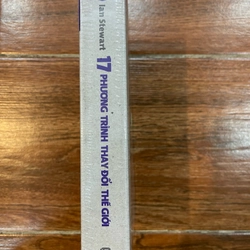 Ian Stewart
17 PHƯƠNG TRÌNH THAY ĐỔI THẾ GIỚI